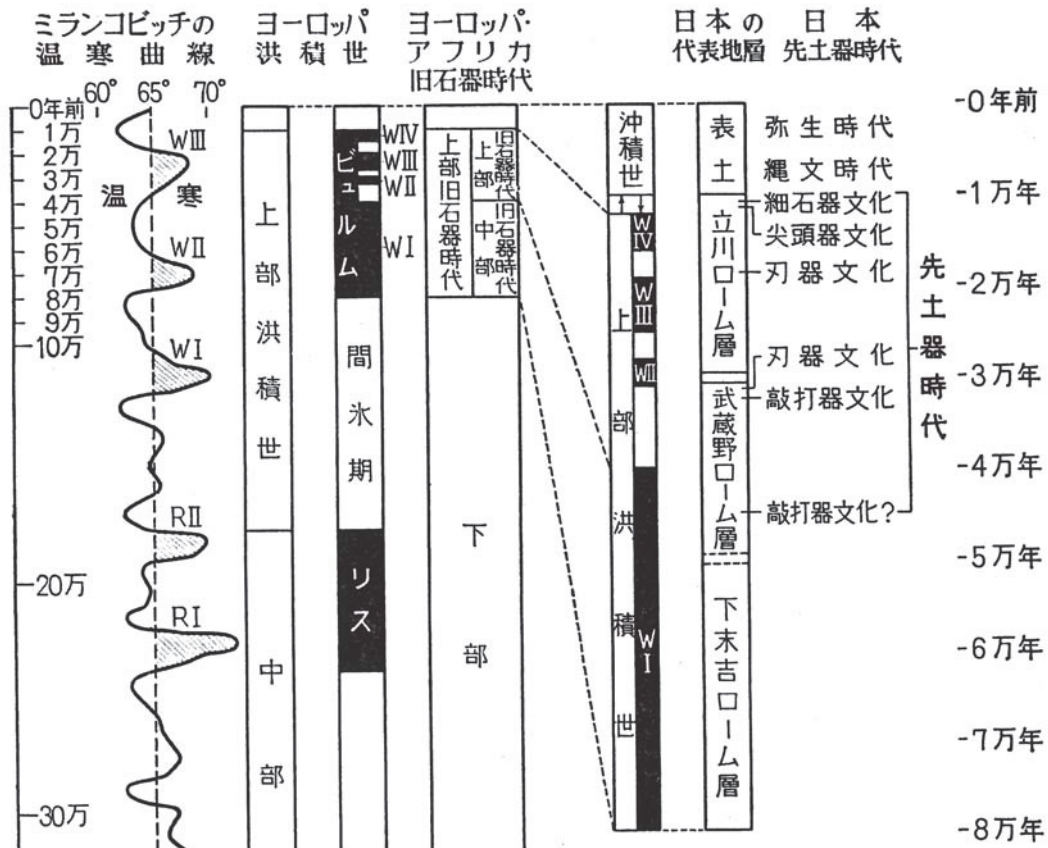 ミランコビッチの
温寒曲線
ヨーロッパ
洪積世
ヨーロッパ・
アフリカ
旧石器時代
日本の
代表地層
日本
先土器時代
60° 65° 70°
0年前
1万
2万
3万
4万
5万
6万
7万
8万
9万
10万
20万
30万
温 寒
WⅢ
WⅡ
WⅠ
RⅡ
RⅠ
上部洪積世
中部
ビュルム
間氷期
リス
WⅣ
WⅢ
WⅡ
WⅠ
上部旧石器時代
上部
旧石器時代
中部
旧石器時代
下部
沖積世
上部洪積世
WⅣ
WⅢ
WⅡ
WⅠ
表土
立川ローム層
武蔵野ローム層
下末吉ローム層
弥生時代
縄文時代
細石器文化
尖頭器文化
刃器文化
刃器文化
敲打器文化
敲打器文化?
先土器時代
-0年前
-1万年
-2万年
-3万年
-4万年
-5万年
-6万年
-7万年
-8万年